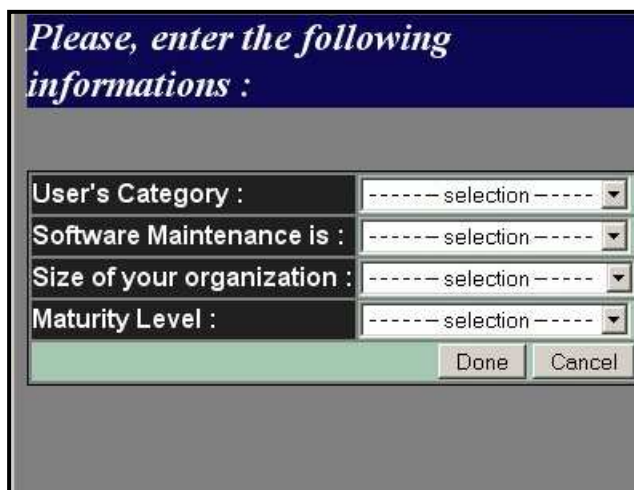 Please, enter the following
informations :
User's Category : ------ selection -----
Software Maintenance is : ------ selection -----
Size of your organization : ------ selection -----
Maturity Level : ------ selection -----
Done Cancel